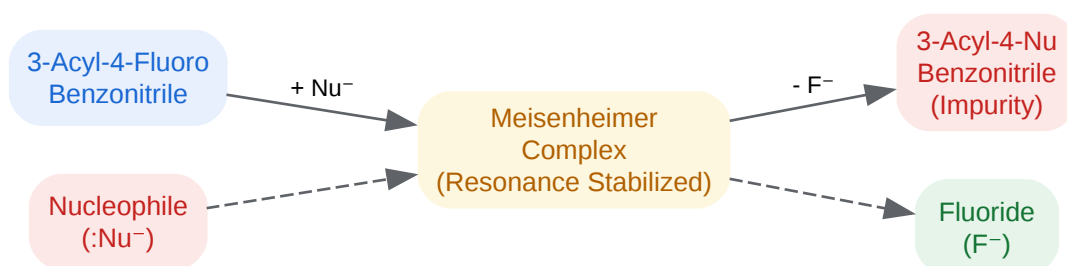 3-Acyl-4-Fluoro
Benzonitrile
+ Nu⁻
Nucleophile
(:Nu⁻)
Meisenheimer
Complex
(Resonance Stabilized)
- F⁻
3-Acyl-4-Nu
Benzonitrile
(Impurity)
Fluoride
(F⁻)